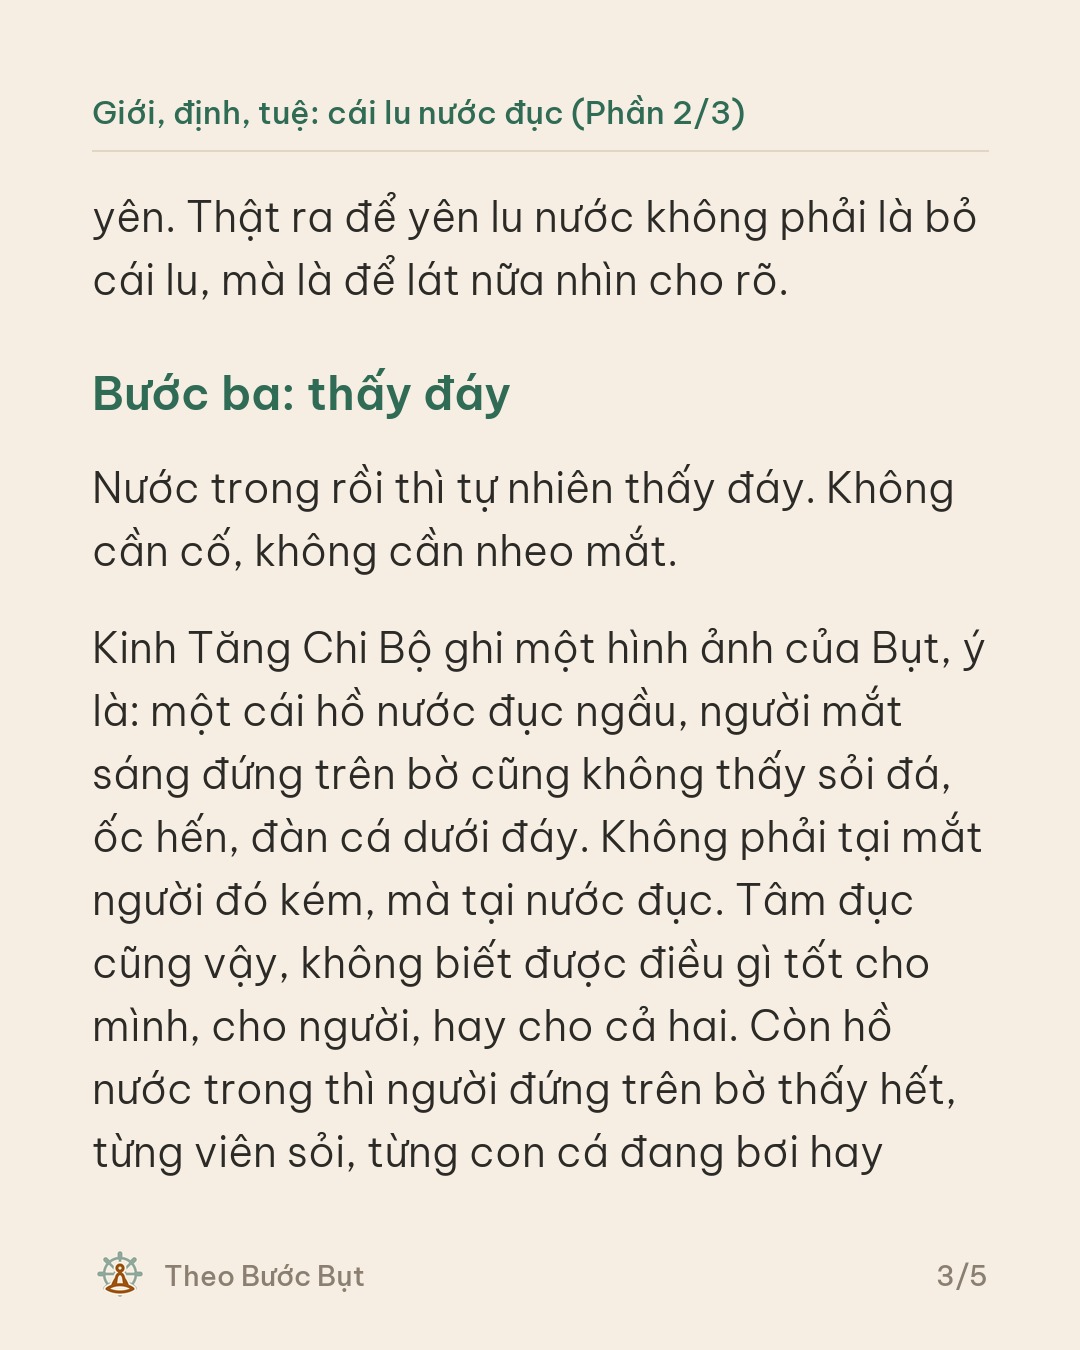 Giới, định, tuệ: cái lu nước đục (Phần 2/3)
yên. Thật ra để yên lu nước không phải là bỏ
cái lu, mà là để lát nữa nhìn cho rõ.
Bước ba: thấy đáy
Nước trong rồi thì tự nhiên thấy đáy. Không
cần cố, không cần nheo mắt.
Kinh Tăng Chi Bộ ghi một hình ảnh của Bụt, ý
là: một cái hồ nước đục ngầu, người mắt
sáng đứng trên bờ cũng không thấy sỏi đá,
ốc hến, đàn cá dưới đáy. Không phải tại mắt
người đó kém, mà tại nước đục. Tâm đục
cũng vậy, không biết được điều gì tốt cho
mình, cho người, hay cho cả hai. Còn hồ
nước trong thì người đứng trên bờ thấy hết,
từng viên sỏi, từng con cá đang bơi hay
Theo Bước Bụt
3/5